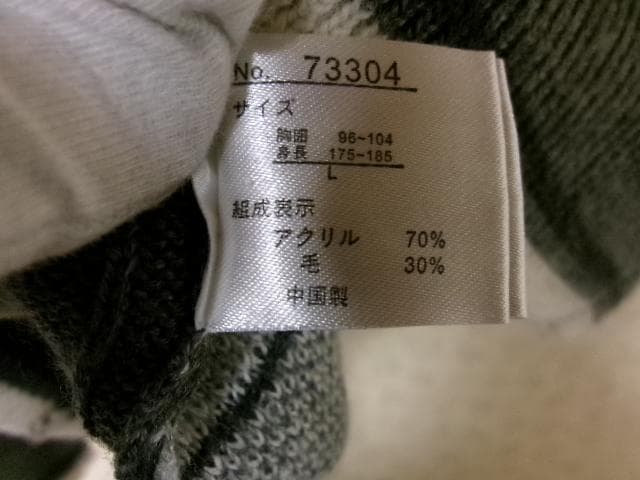 No. 73304
サイズ
胸囲 96~104
身長 175~185
L
組成表示
アクリル 70%
毛 30%
中国製